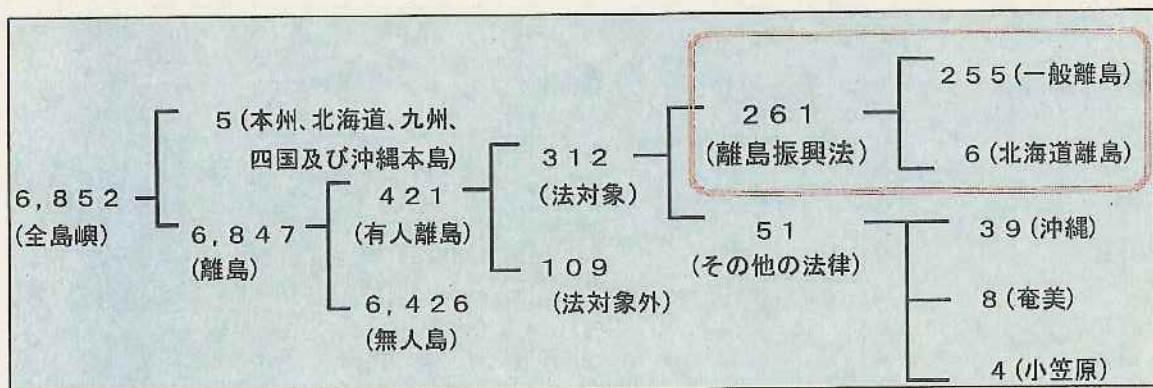 6,852
(全島嶼)
5(本州、北海道、九州、
四国及び沖縄本島)
6,847
(離島)
421
(有人離島)
6,426
(無人島)
312
(法対象)
109
(法対象外)
261
(離島振興法)
51
(その他の法律)
255(一般離島)
6(北海道離島)
39(沖縄)
8(奄美)
4(小笠原)